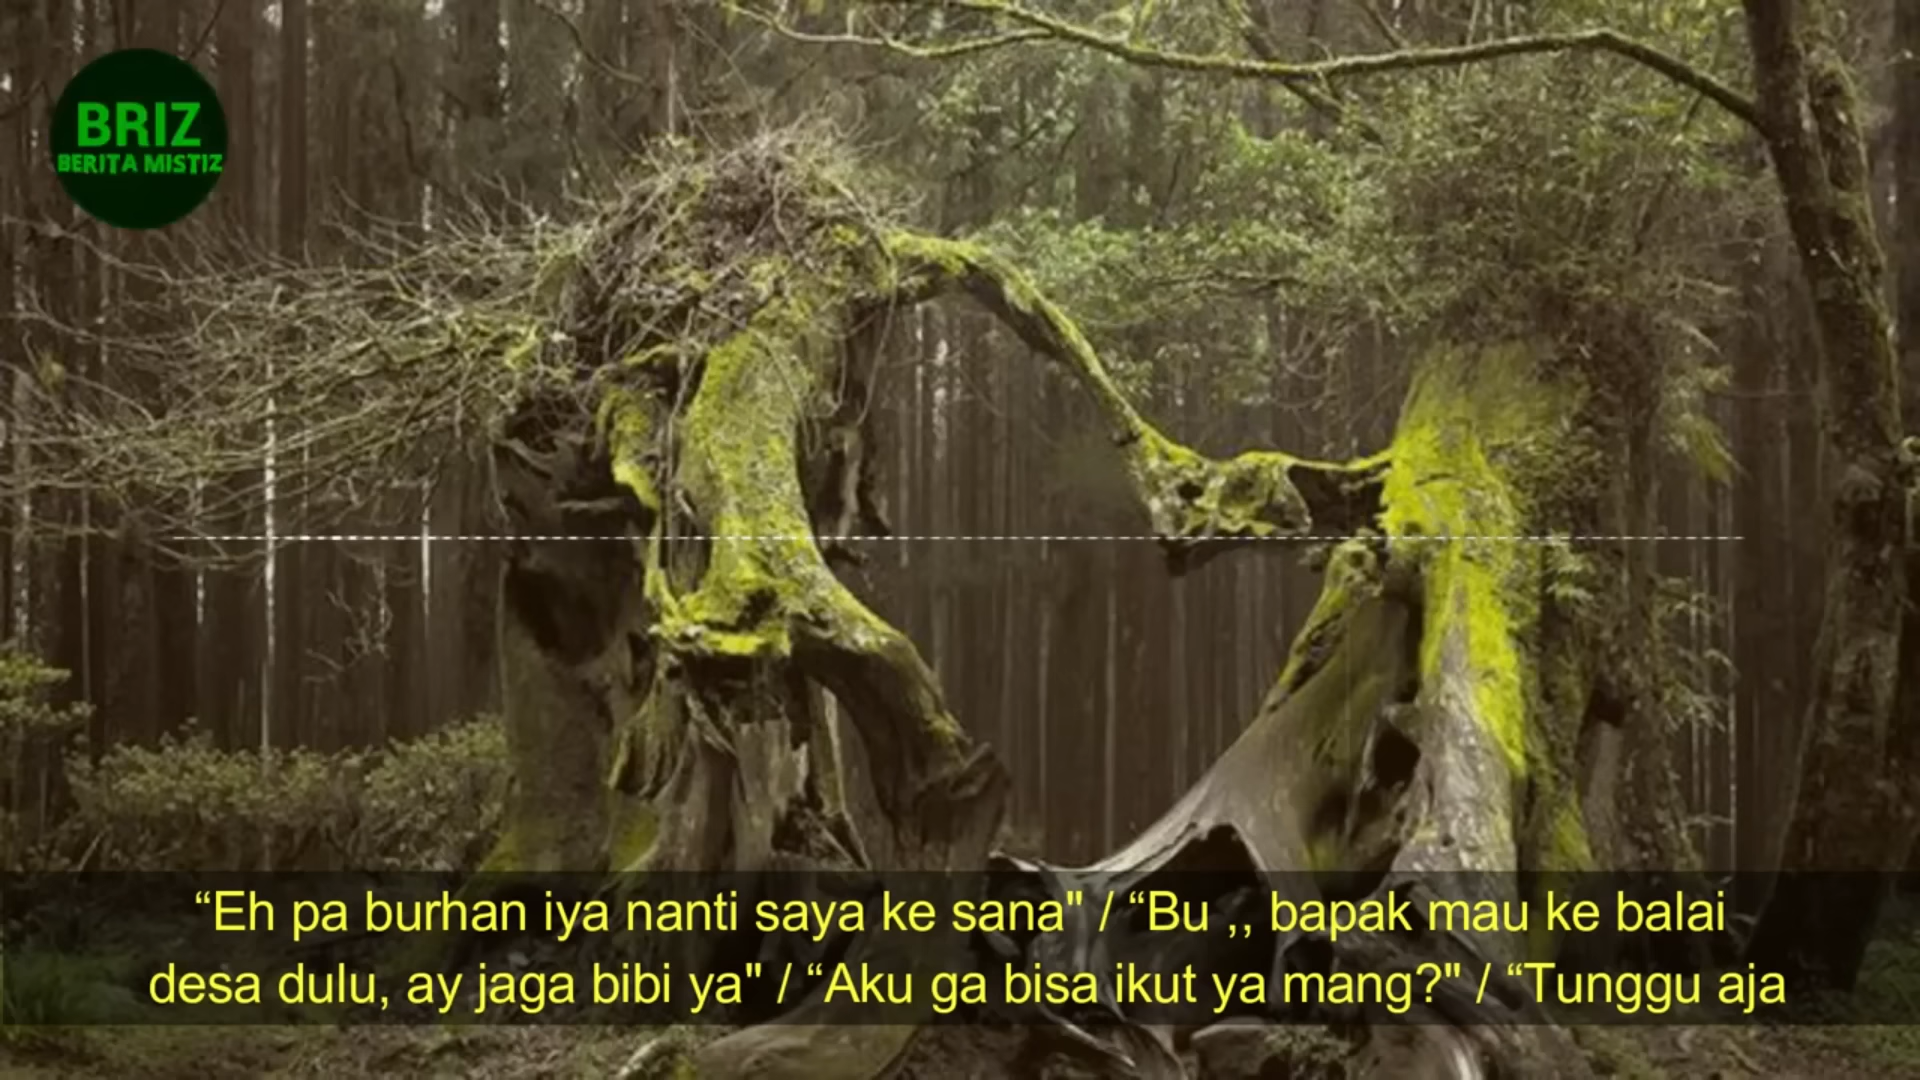 BRIZ
BERITA MISTIZ
“Eh pa burhan iya nanti saya ke sana" / “Bu ,, bapak mau ke balai
desa dulu, ay jaga bibi ya" / “Aku ga bisa ikut ya mang?" / “Tunggu aja